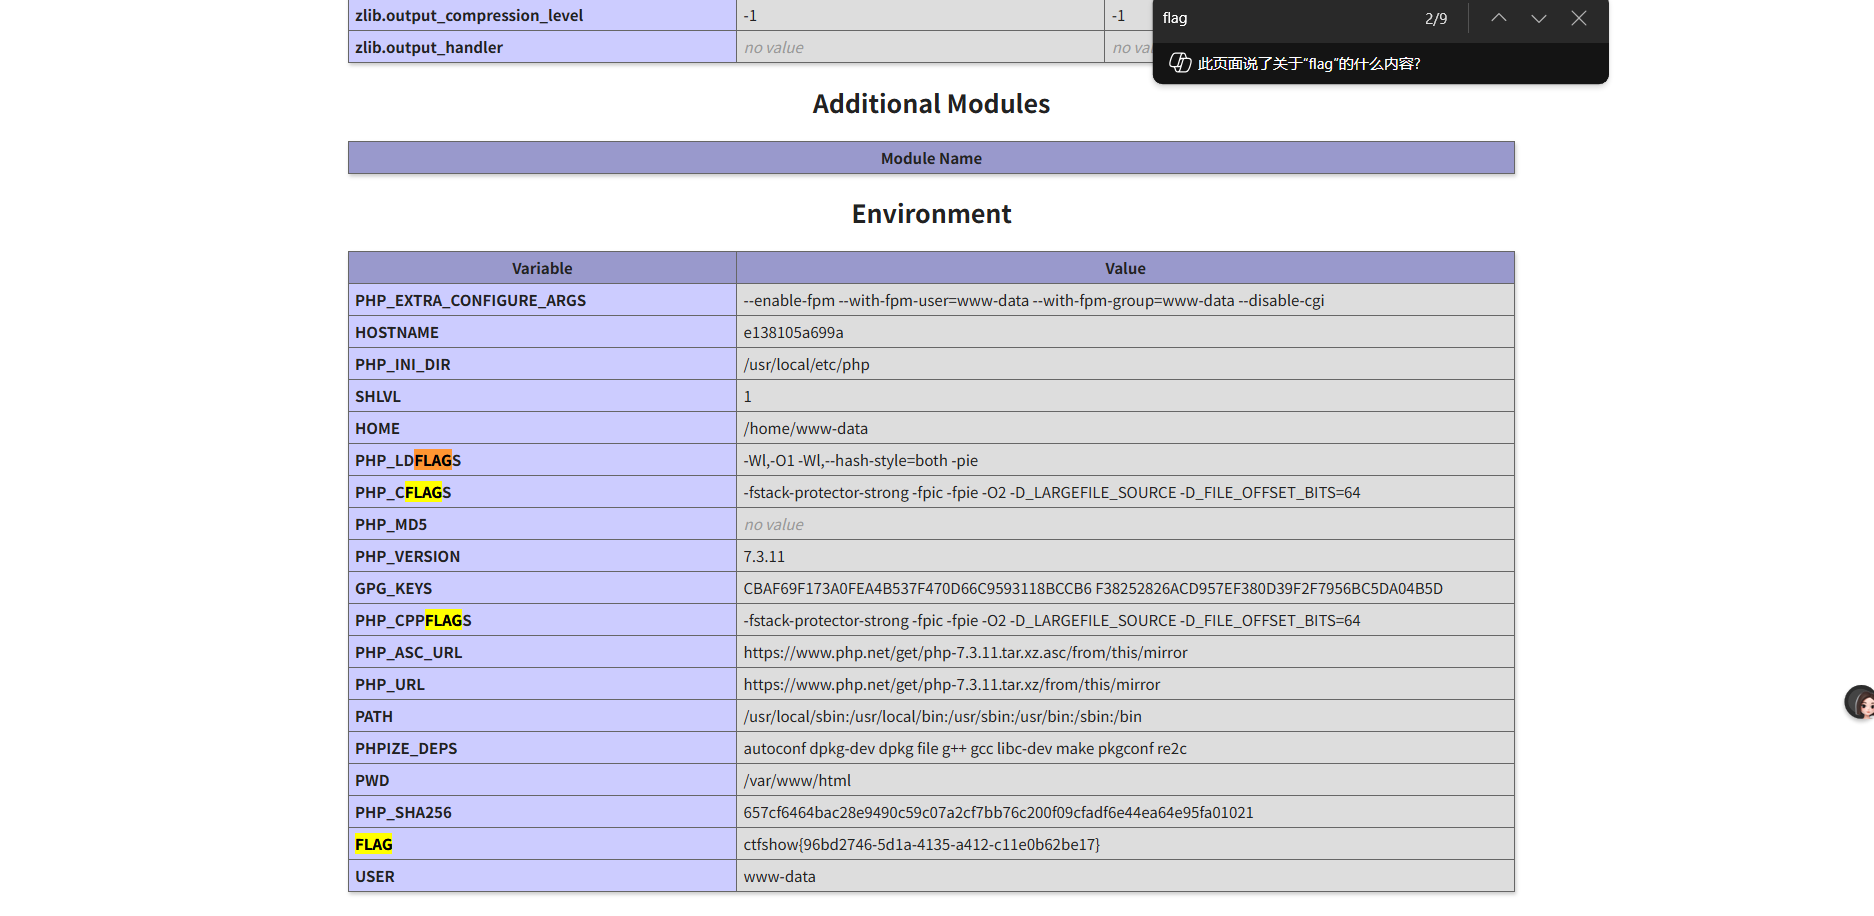 zlib.output_compression_level -1 -1
zlib.output_handler no value no va
flag 2/9
此页面说了关于“flag”的什么内容?
Additional Modules
Module Name
Environment
Variable Value
PHP_EXTRA_CONFIGURE_ARGS --enable-fpm --with-fpm-user=www-data --with-fpm-group=www-data --disable-cgi
HOSTNAME e138105a699a
PHP_INI_DIR /usr/local/etc/php
SHLVL 1
HOME /home/www-data
PHP_LDFLAGS -Wl,-O1 -Wl,--hash-style=both -pie
PHP_CFLAGS -fstack-protector-strong -fpic -fpie -O2 -D_LARGEFILE_SOURCE -D_FILE_OFFSET_BITS=64
PHP_MD5 no value
PHP_VERSION 7.3.11
GPG_KEYS CBAF69F173A0FEA4B537F470D66C9593118BCCB6 F38252826ACD957EF380D39F2F7956BC5DA04B5D
PHP_CPPFLAGS -fstack-protector-strong -fpic -fpie -O2 -D_LARGEFILE_SOURCE -D_FILE_OFFSET_BITS=64
PHP_ASC_URL https://www.php.net/get/php-7.3.11.tar.xz.asc/from/this/mirror
PHP_URL https://www.php.net/get/php-7.3.11.tar.xz/from/this/mirror
PATH /usr/local/sbin:/usr/local/bin:/usr/sbin:/usr/bin:/sbin:/bin
PHPIZE_DEPS autoconf dpkg-dev dpkg file g++ gcc libc-dev make pkgconf re2c
PWD /var/www/html
PHP_SHA256 657cf6464bac28e9490c59c07a2cf7bb76c200f09cfadf6e44ea64e95fa01021
FLAG ctfshow{96bd2746-5d1a-4135-a412-c11e0b62be17}
USER www-data